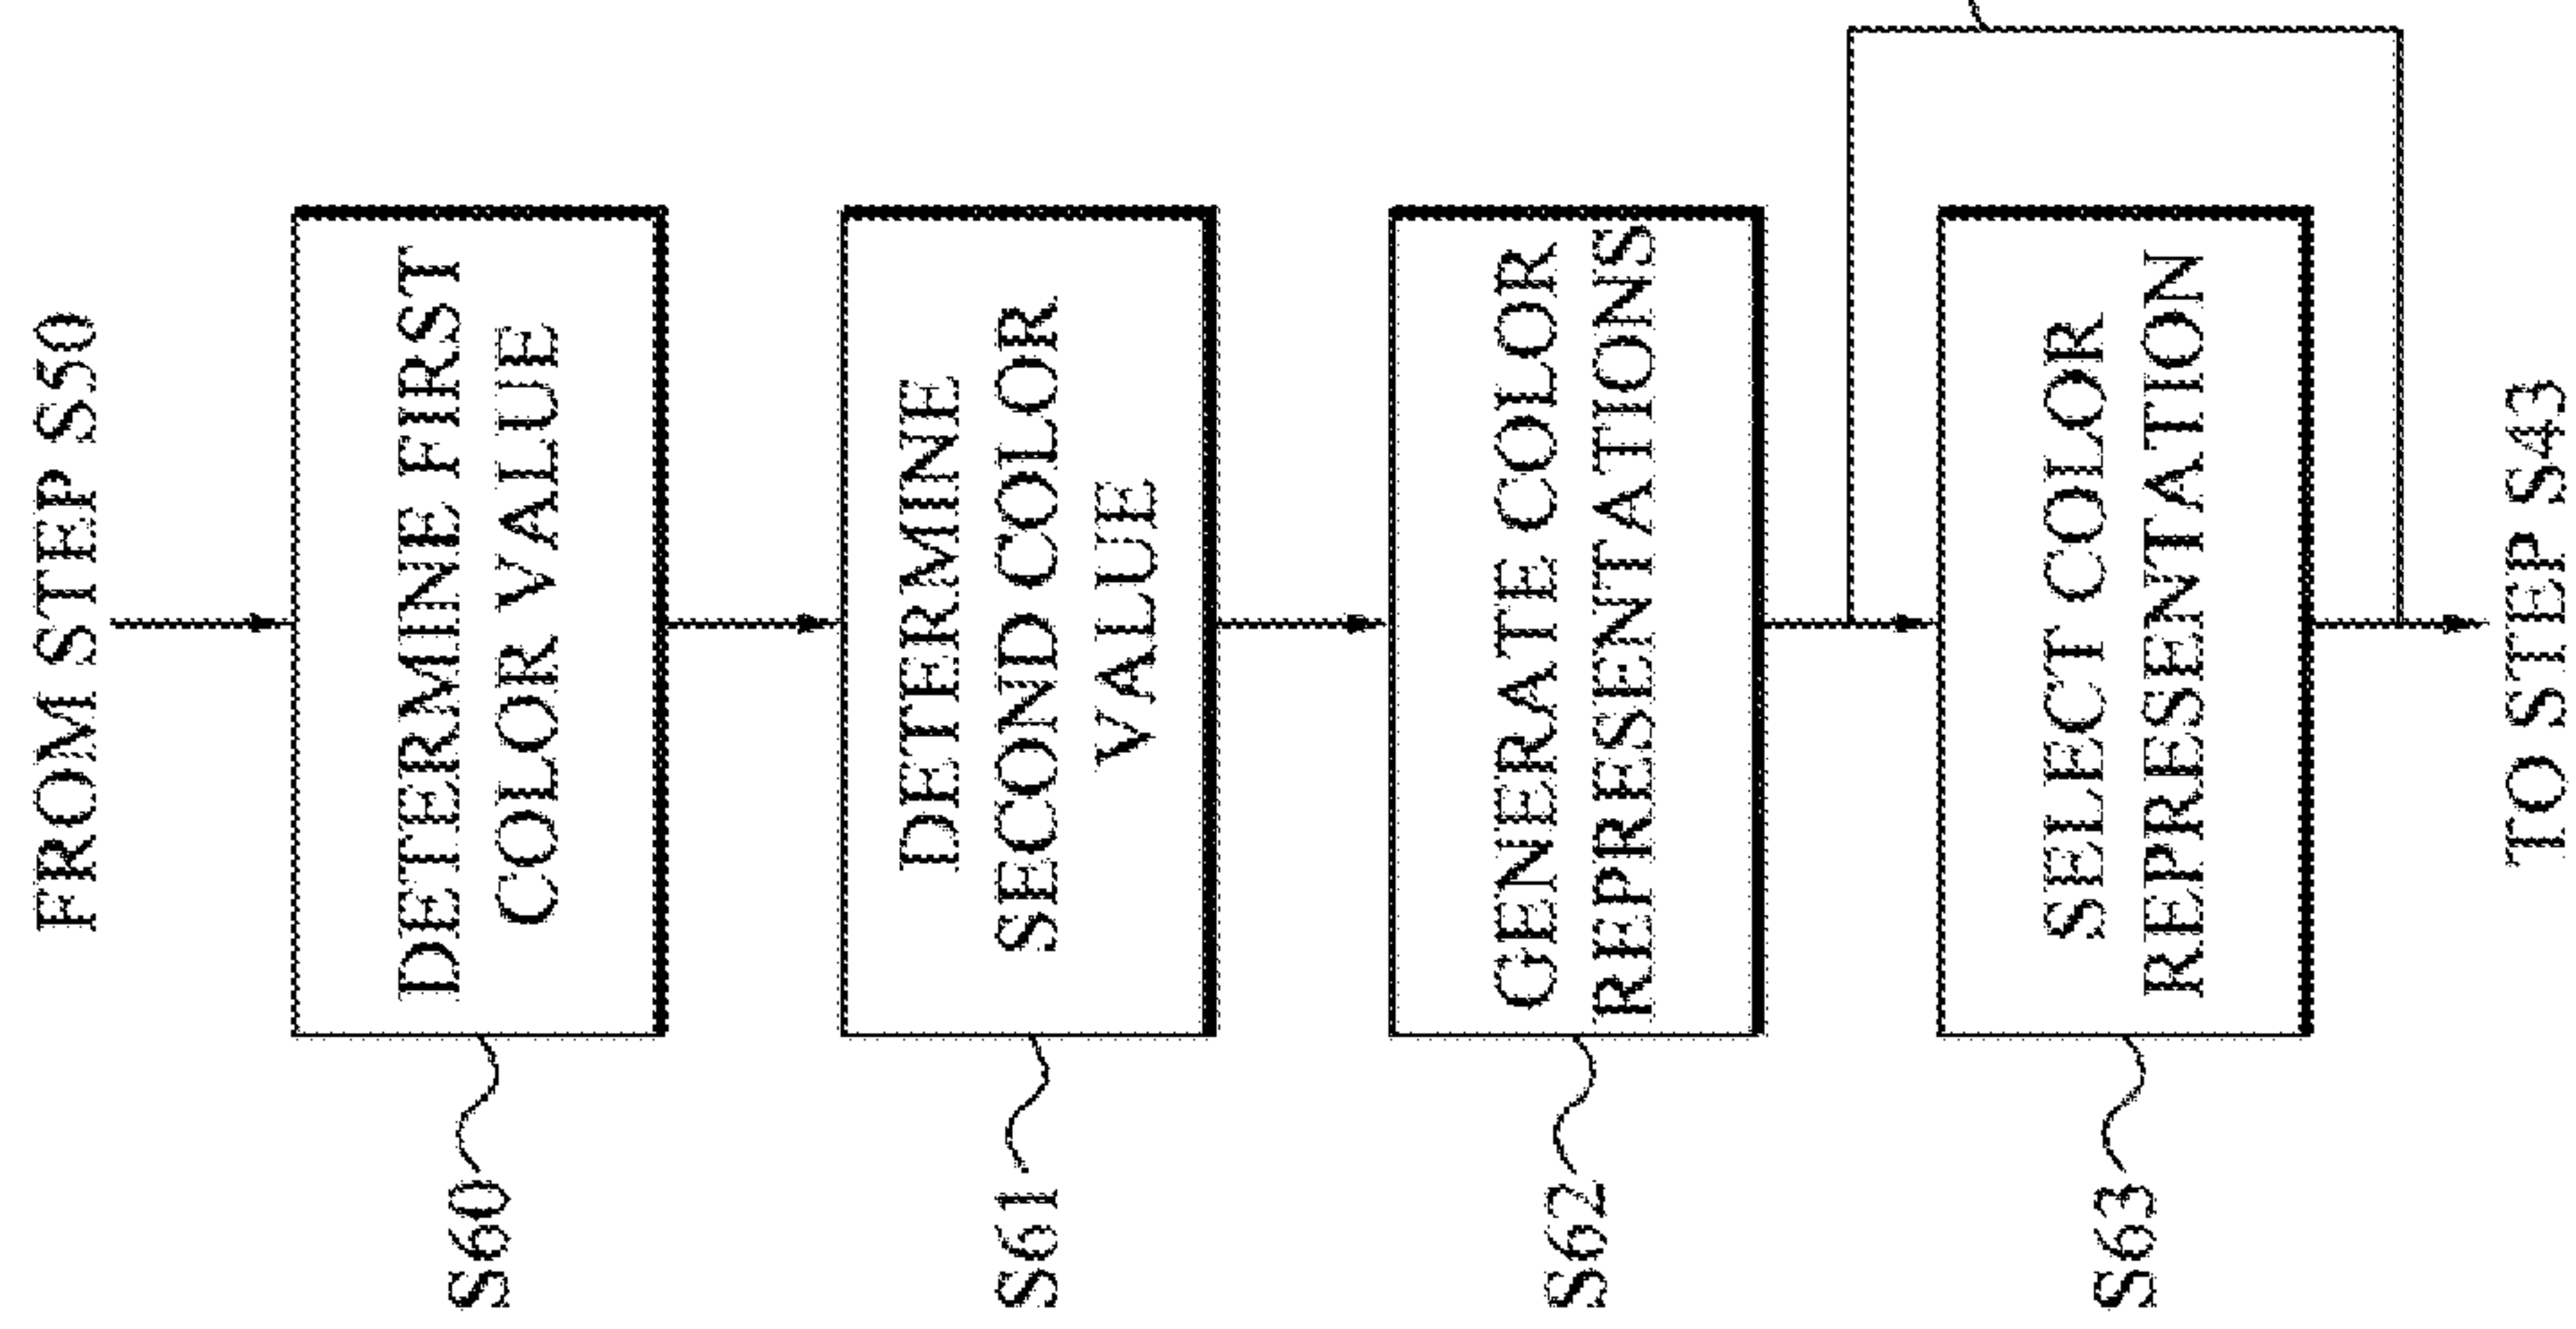 FROM STEP S50
DETERMINE FIRST
COLOR VALUE
S60
DETERMINE
SECOND COLOR
VALUE
S61
GENERATE COLOR
REPRESENTATIONS
S62
SELECT COLOR
REPRESENTATION
S63
TO STEP S43